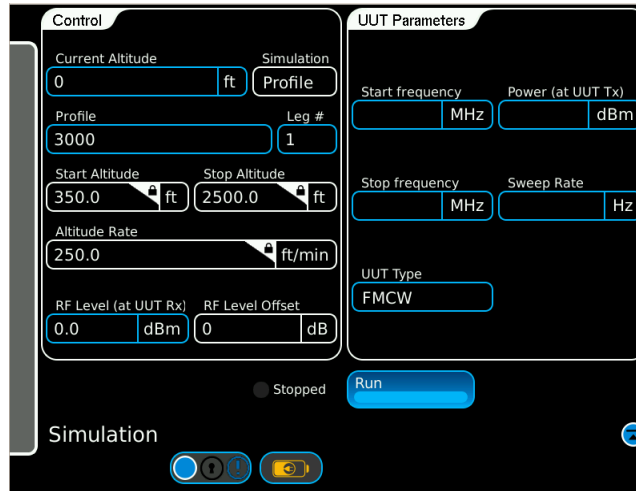 Control
Current Altitude
Simulation
0 ft
Profile
Profile
Leg #
3000
1
Start Altitude
Stop Altitude
350.0 ft
2500.0 ft
Altitude Rate
250.0 ft/min
RF Level (at UUT Rx)
RF Level Offset
0.0 dBm
0 dB
UUT Parameters
Start frequency
Power (at UUT Tx)
MHz
dBm
Stop frequency
Sweep Rate
MHz
Hz
UUT Type
FMCW
Stopped
Run
Simulation